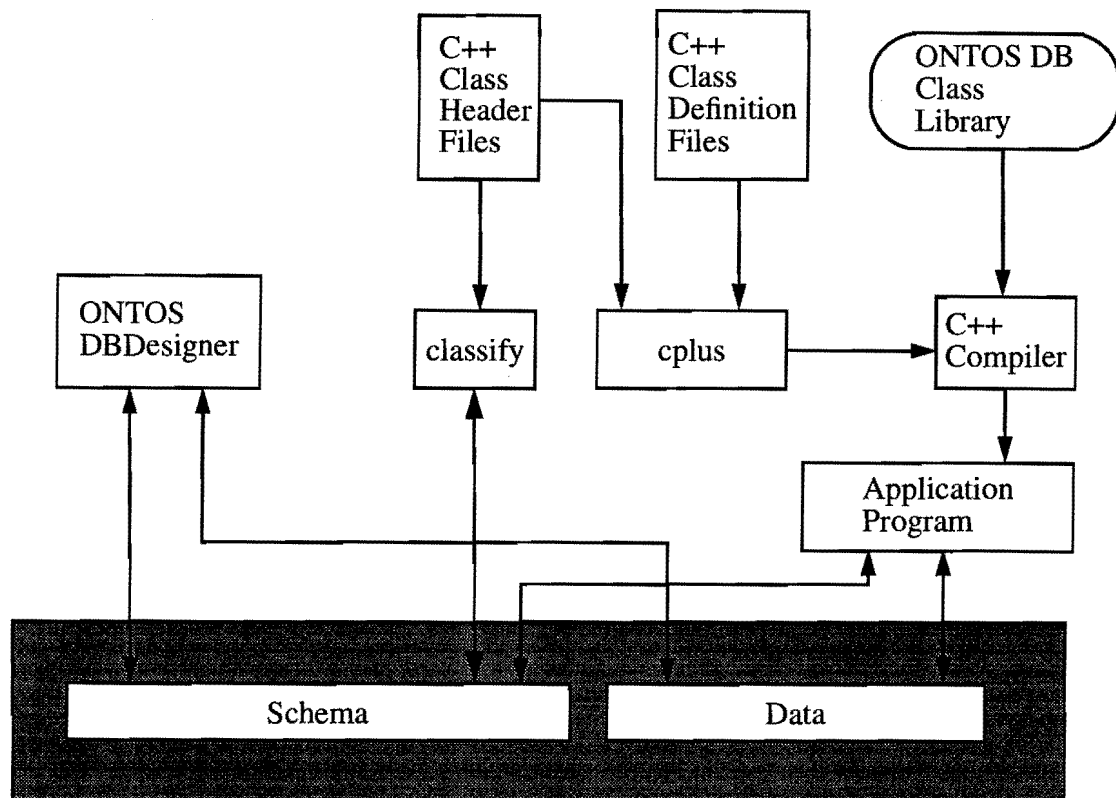 C++
Class
Header
Files
C++
Class
Definition
Files
ONTOS DB
Class
Library
ONTOS
DBDesigner
classify
cplus
C++
Compiler
Application
Program
Schema
Data